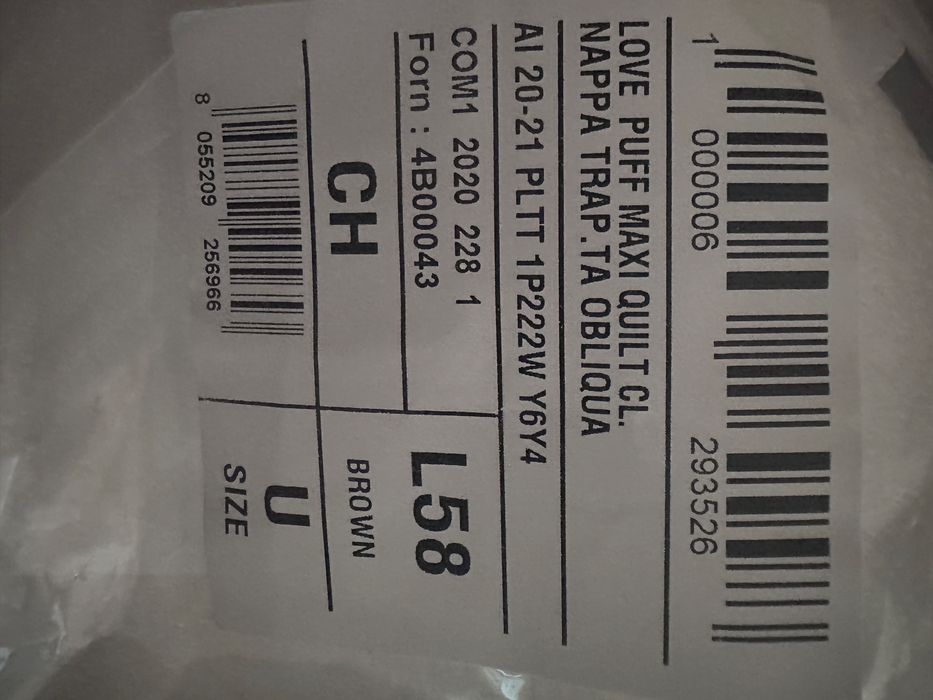 1 000006 293526
LOVE PUFF MAXI QUILT CL.
NAPPA TRAP.TA OBLIQUA
AI 20-21 PLTT 1P222W Y6Y4
COM1 2020 228 1
Forn : 4B00043
L58
BROWN
CH
8 055209 256966
U
SIZE